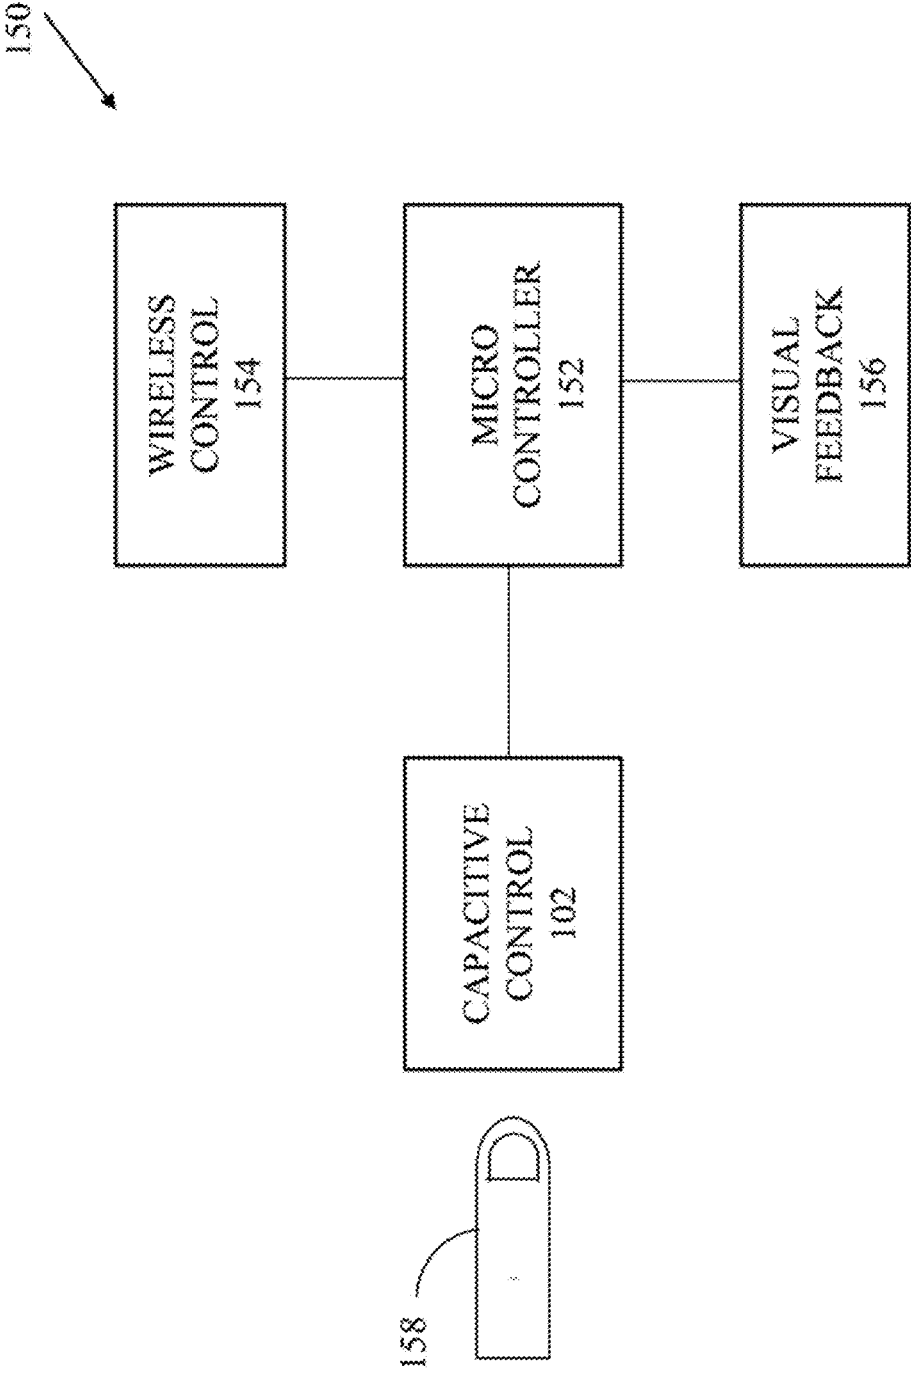 150
WIRELESS
CONTROL
154
MICRO
CONTROLLER
152
VISUAL
FEEDBACK
156
CAPACITIVE
CONTROL
102
158